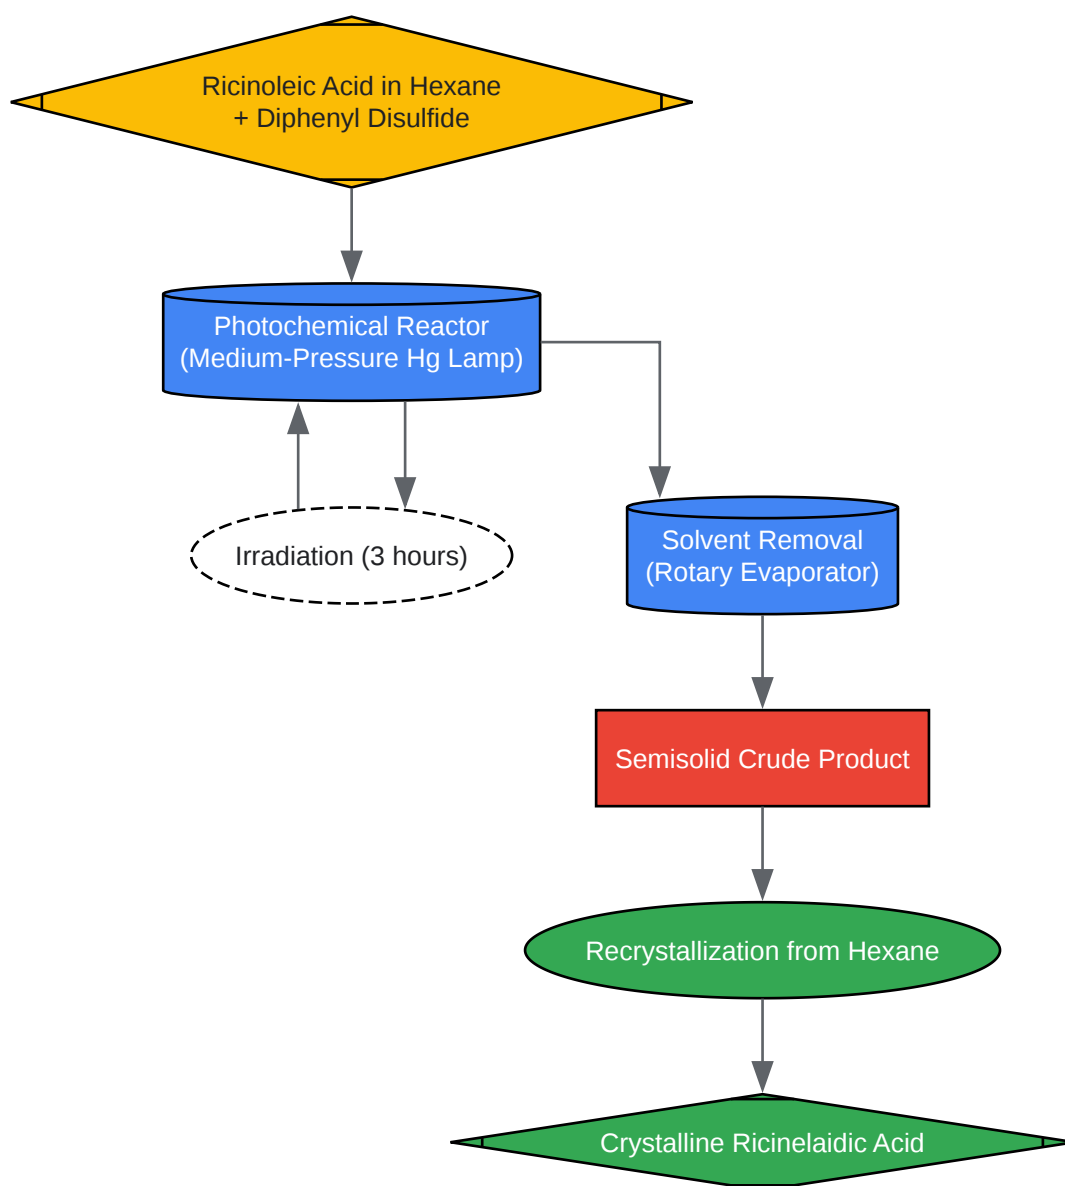 Ricinoleic Acid in Hexane
+ Diphenyl Disulfide
Photochemical Reactor
(Medium-Pressure Hg Lamp)
Irradiation (3 hours)
Solvent Removal
(Rotary Evaporator)
Semisolid Crude Product
Recrystallization from Hexane
Crystalline Ricinelaidic Acid